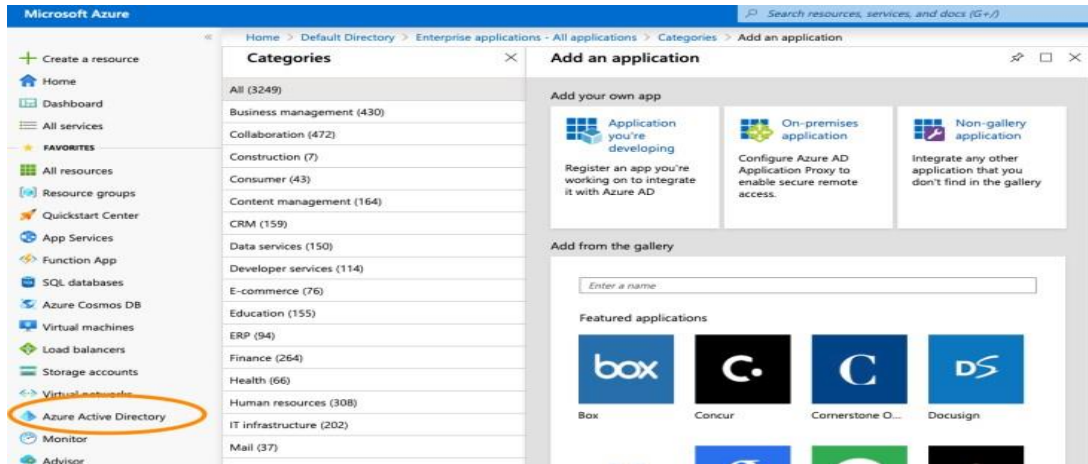 Microsoft Azure
Search resources, services, and docs (G+/)
Home > Default Directory > Enterprise applications - All applications > Categories > Add an application
Create a resource
Home
Dashboard
All services
FAVORITES
All resources
Resource groups
Quickstart Center
App Services
Function App
SQL databases
Azure Cosmos DB
Virtual machines
Load balancers
Storage accounts
Virtual networks
Azure Active Directory
Monitor
Advisor
Categories
All (3249)
Business management (430)
Collaboration (472)
Construction (7)
Consumer (43)
Content management (164)
CRM (159)
Data services (150)
Developer services (114)
E-commerce (76)
Education (155)
ERP (94)
Finance (264)
Health (66)
Human resources (308)
IT infrastructure (202)
Mail (37)
Add an application
Add your own app
Application
you're
developing
Register an app you're
working on to integrate
it with Azure AD
On-premises
application
Configure Azure AD
Application Proxy to
enable secure remote
access.
Non-gallery
application
Integrate any other
application that you
don't find in the gallery
Add from the gallery
Enter a name
Featured applications
box
C.
C
DS
Box
Concur
Cornerstone O...
Docusign